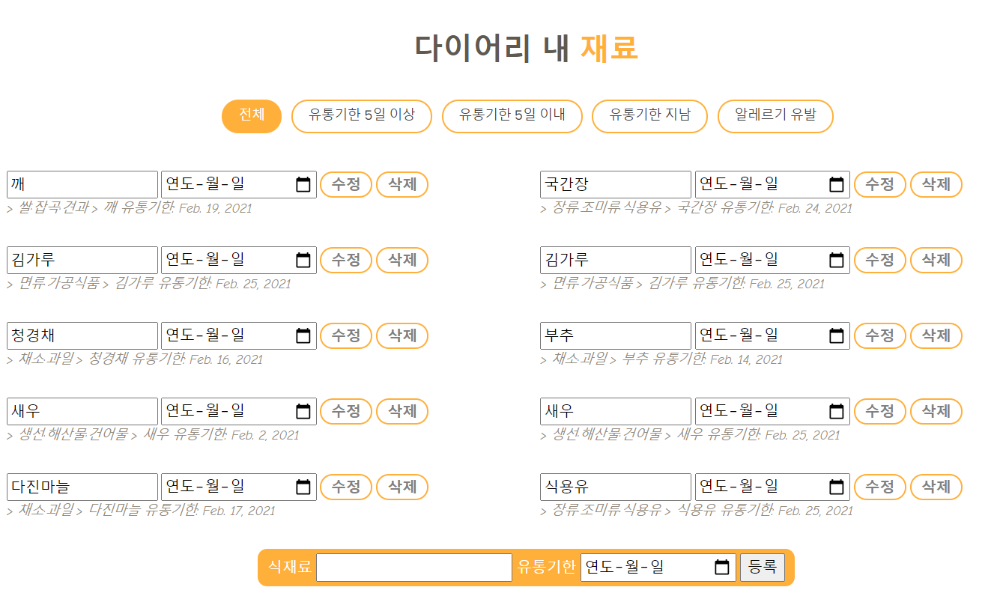 다이어리 내 재료
전체 유통기한 5일 이상 유통기한 5일 이내 유통기한 지남 알레르기 유발
깨 연도-월-일 수정 삭제 국간장 연도-월-일 수정 삭제
> 쌀·잡곡·견과 > 깨 유통기한: Feb. 19, 2021 > 장류·조미류·식용유 > 국간장 유통기한: Feb. 24, 2021
김가루 연도-월-일 수정 삭제 김가루 연도-월-일 수정 삭제
> 면류·가공식품 > 김가루 유통기한: Feb. 25, 2021 > 면류·가공식품 > 김가루 유통기한: Feb. 25, 2021
청경채 연도-월-일 수정 삭제 부추 연도-월-일 수정 삭제
> 채소·과일 > 청경채 유통기한: Feb. 16, 2021 > 채소·과일 > 부추 유통기한: Feb. 14, 2021
새우 연도-월-일 수정 삭제 새우 연도-월-일 수정 삭제
> 생선·해산물·건어물 > 새우 유통기한: Feb. 2, 2021 > 생선·해산물·건어물 > 새우 유통기한: Feb. 25, 2021
다진마늘 연도-월-일 수정 삭제 식용유 연도-월-일 수정 삭제
> 채소·과일 > 다진마늘 유통기한: Feb. 17, 2021 > 장류·조미류·식용유 > 식용유 유통기한: Feb. 25, 2021
식재료 유통기한 연도-월-일 등록